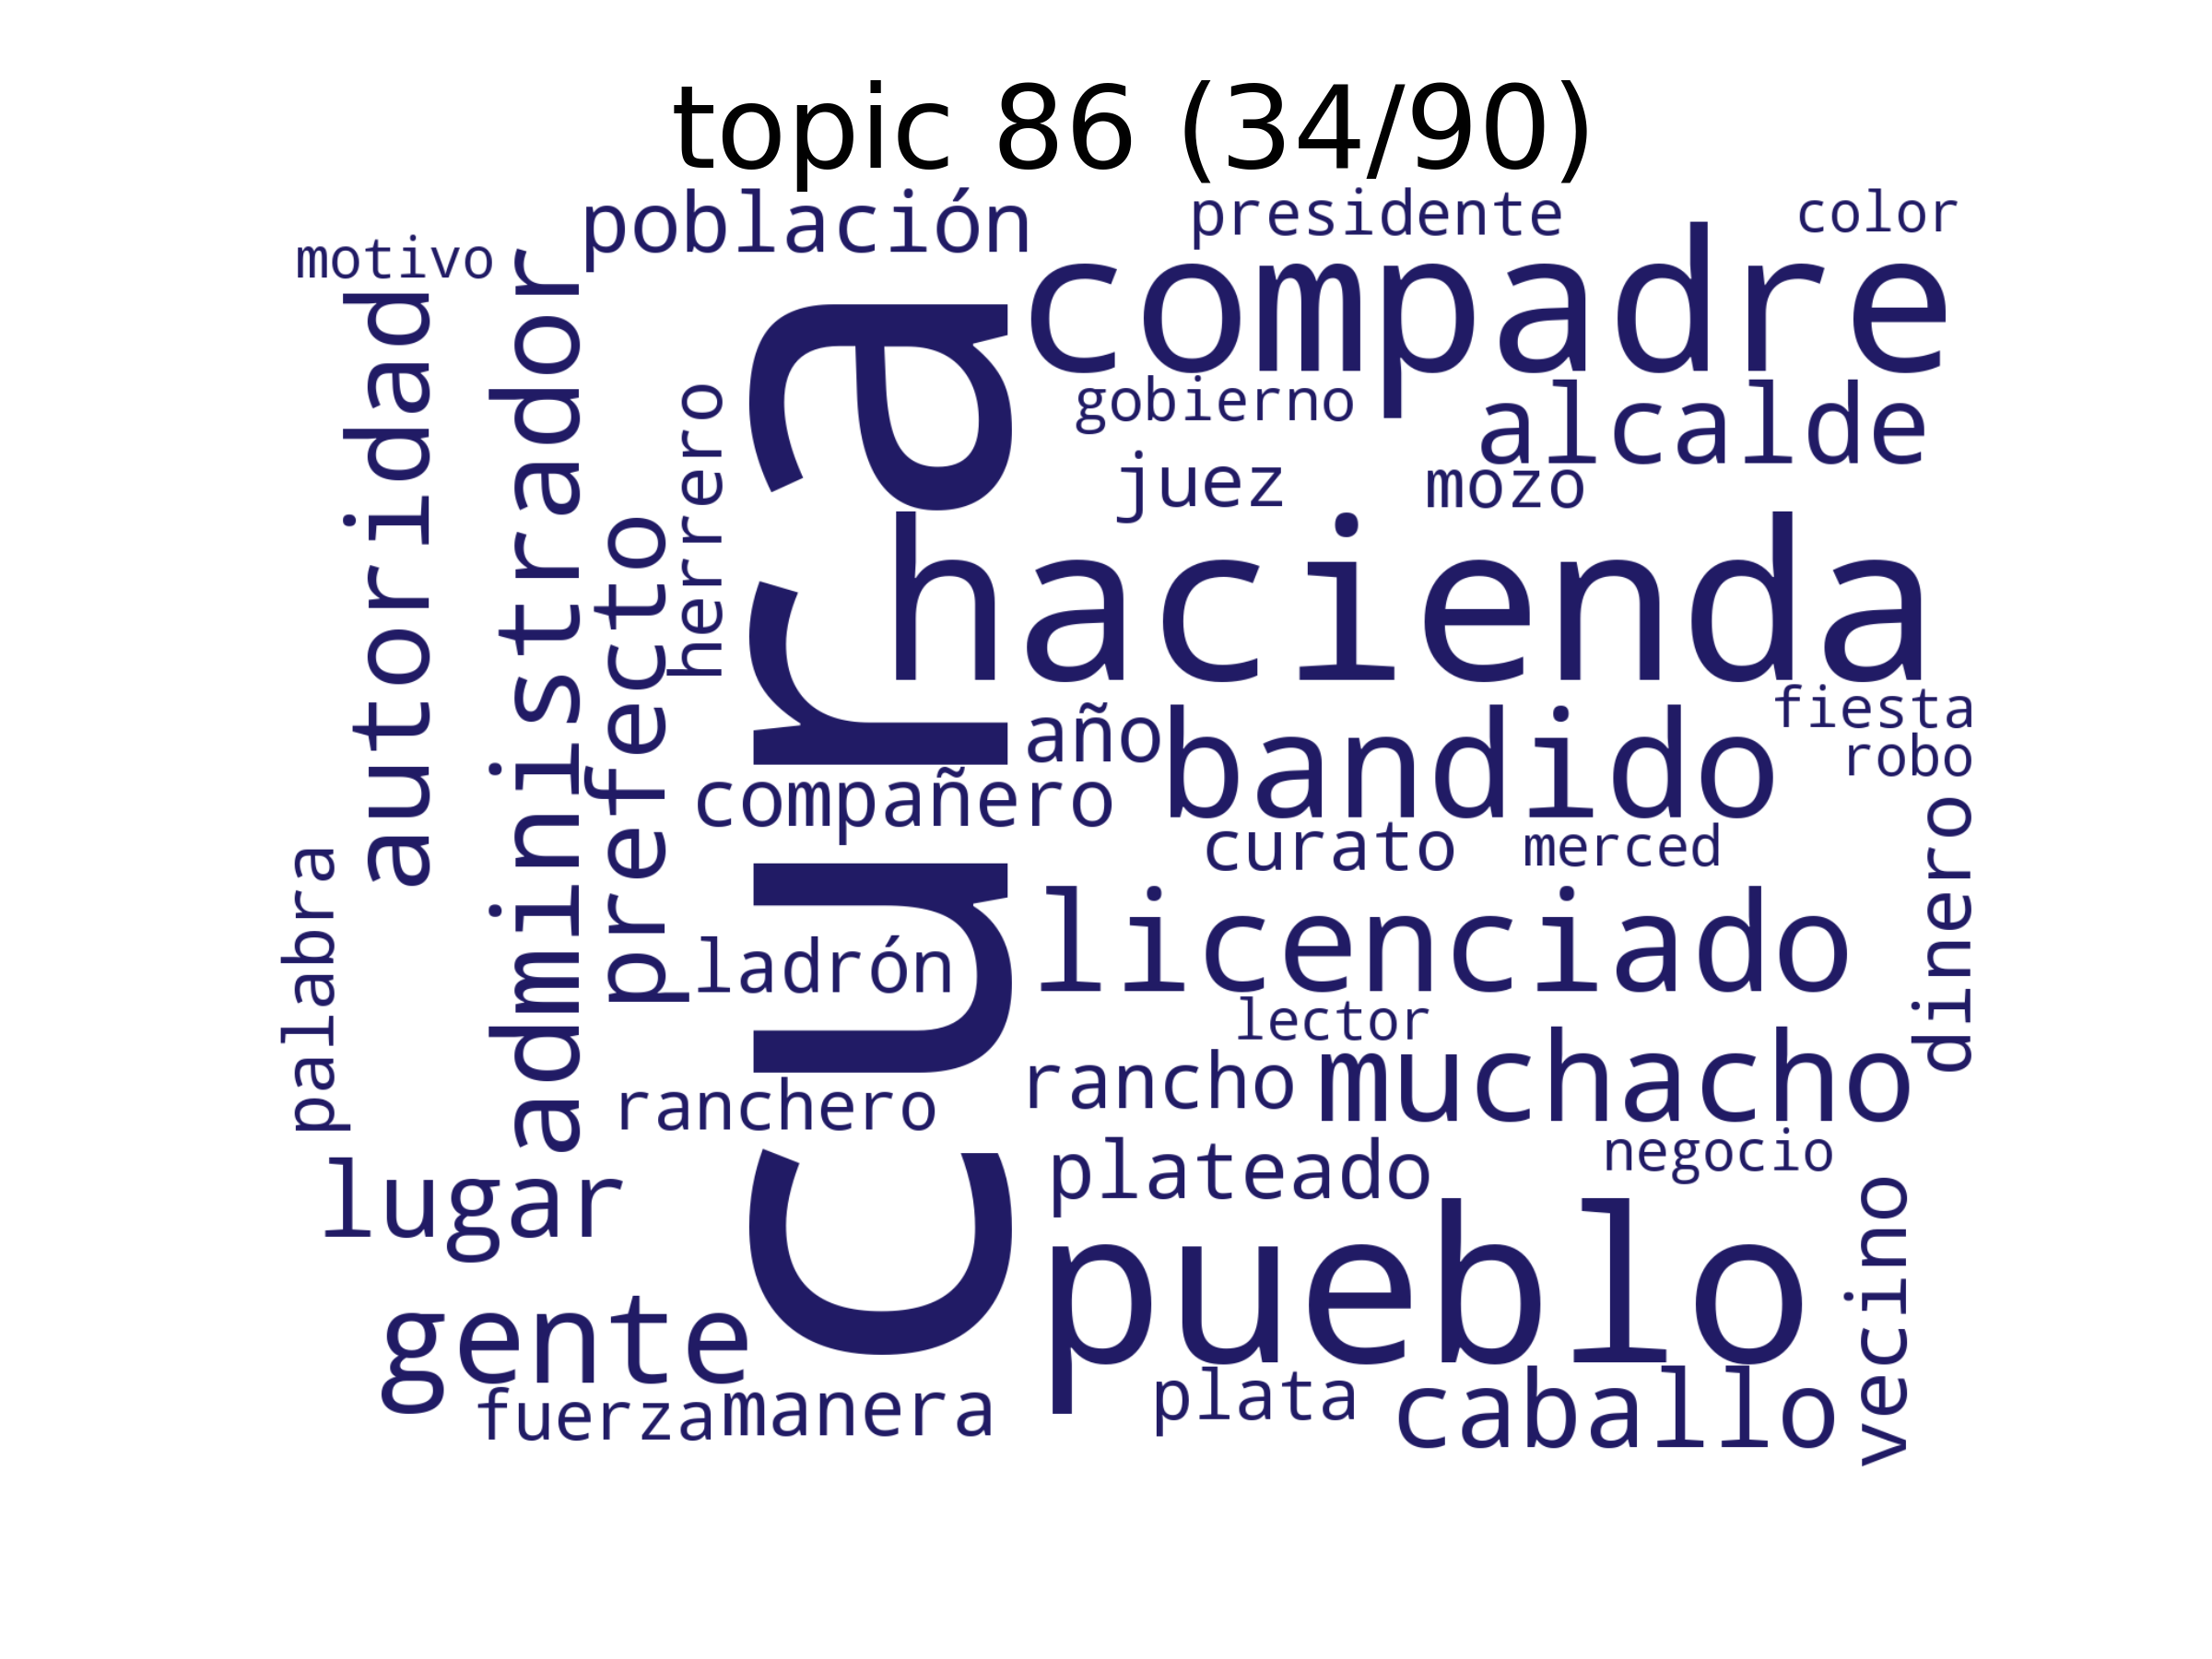 topic 86 (34/90)
población
presidente
color
motivo
compadre
autoridad
administrador
gobierno
alcalde
herrero
juez
mozo
prefecto
cura
hacienda
año
bandido
fiesta
robo
compañero
curato
merced
dinero
palabra
ladrón
licenciado
lector
ranchero
rancho
muchacho
plateado
negocio
lugar
pueblo
vecino
gente
fuerza
manera
plata
caballo